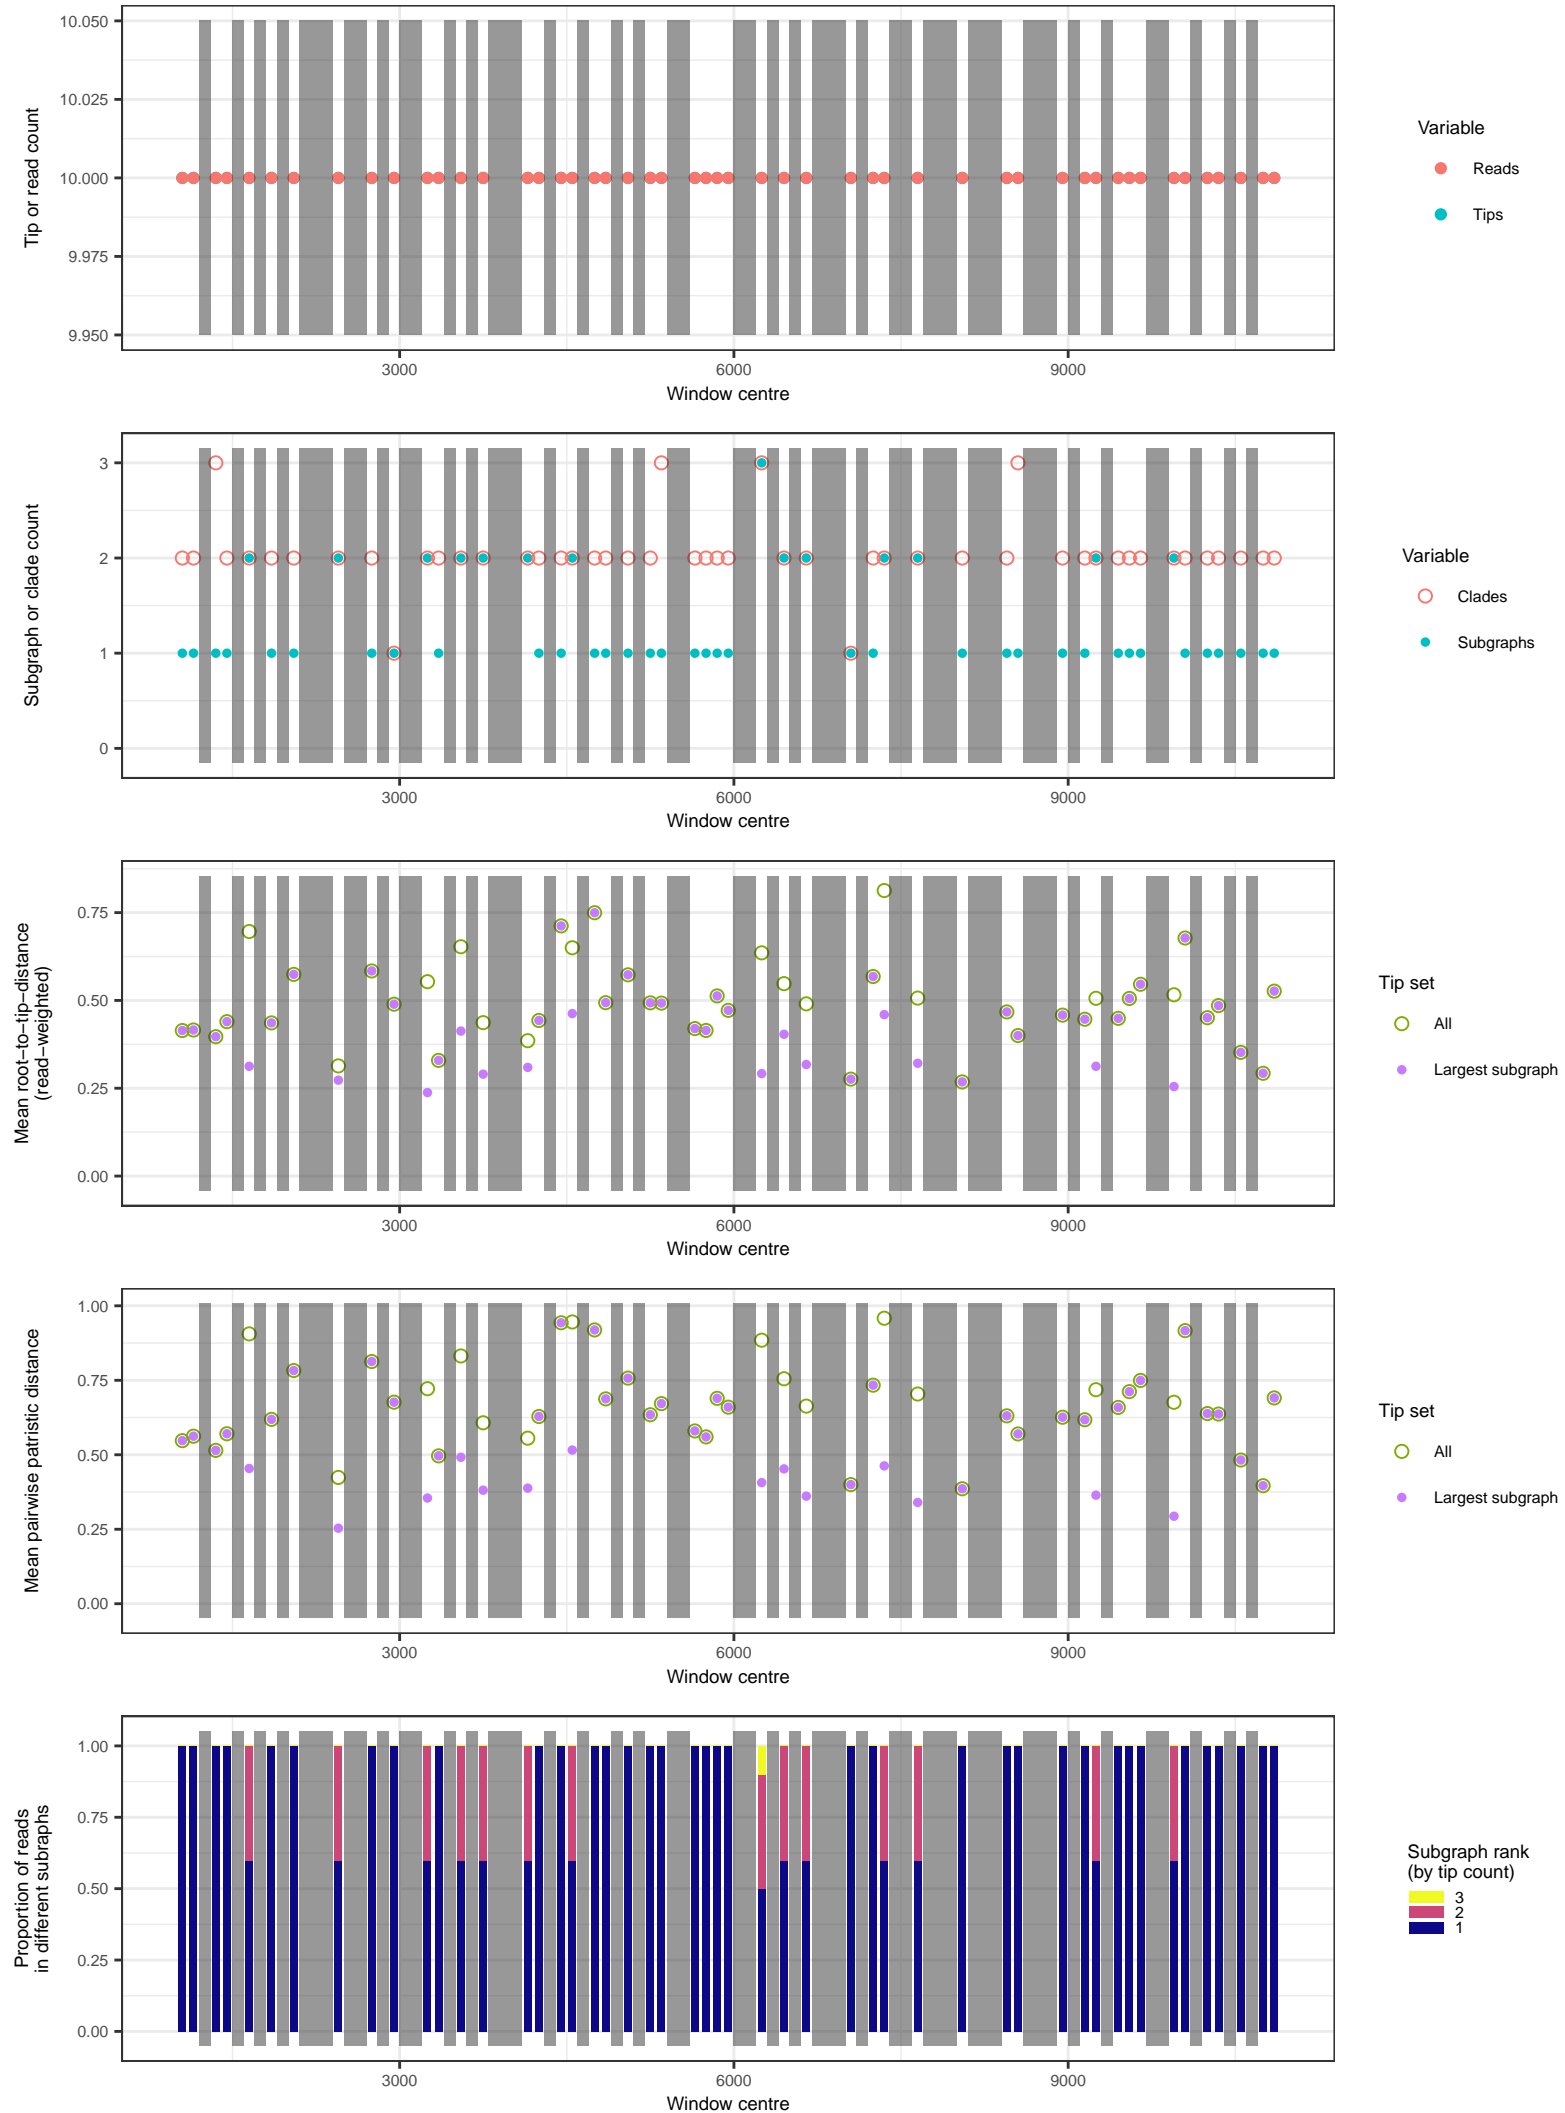 Tip or read count
10.050
10.025
10.000
9.975
9.950
3000 6000 9000
Window centre
Variable
Reads
Tips
Subgraph or clade count
3
2
1
0
3000 6000 9000
Window centre
Variable
Clades
Subgraphs
Mean root−to−tip−distance
(read−weighted)
0.75
0.50
0.25
0.00
3000 6000 9000
Window centre
Tip set
All
Largest subgraph
Mean pairwise patristic distance
1.00
0.75
0.50
0.25
0.00
3000 6000 9000
Window centre
Tip set
All
Largest subgraph
Proportion of reads
in different subraphs
1.00
0.75
0.50
0.25
0.00
3000 6000 9000
Window centre
Subgraph rank
(by tip count)
3
2
1